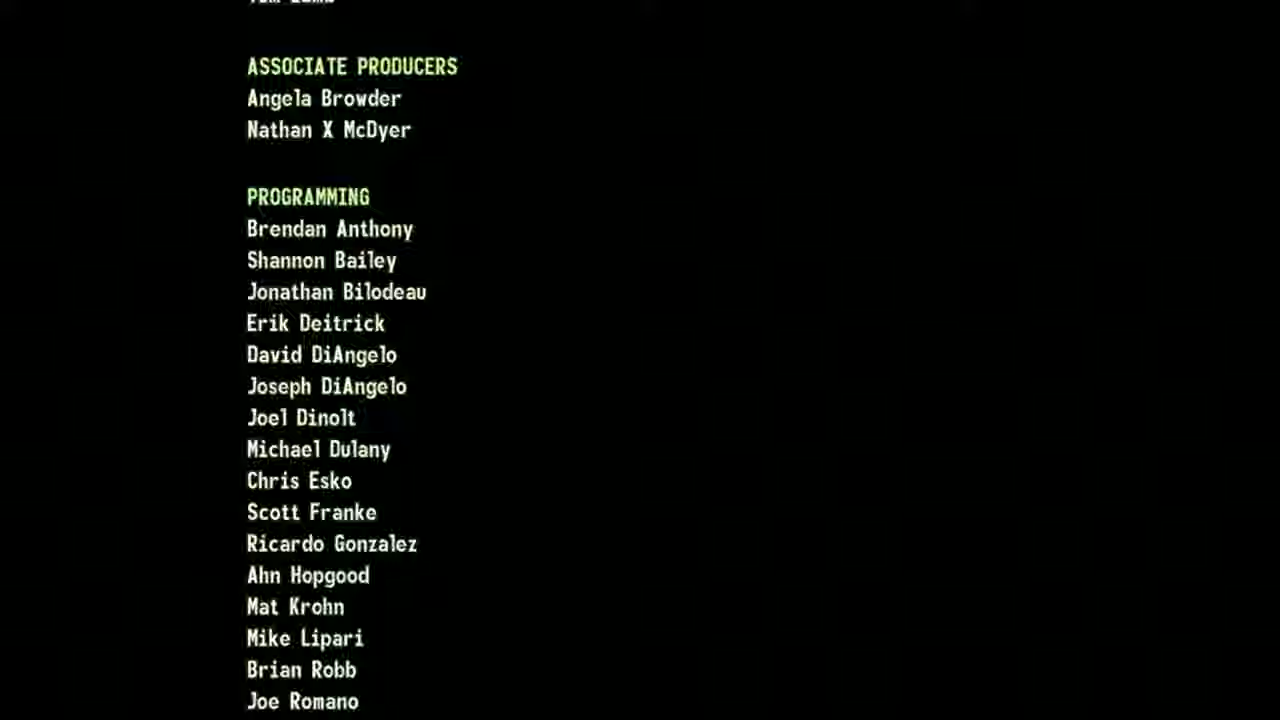 ASSOCIATE PRODUCERS
Angela Browder
Nathan X McDyer
PROGRAMMING
Brendan Anthony
Shannon Bailey
Jonathan Bilodeau
Erik Deitrick
David DiAngelo
Joseph DiAngelo
Joel Dinolt
Michael Dulany
Chris Esko
Scott Franke
Ricardo Gonzalez
Ahn Hopgood
Mat Krohn
Mike Lipari
Brian Robb
Joe Romano